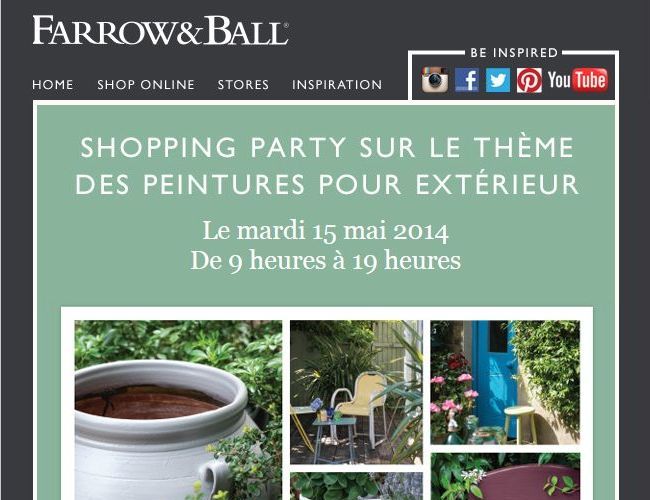 FARROW&BALL®
BE INSPIRED
HOME SHOP ONLINE STORES INSPIRATION
You Tube
SHOPPING PARTY SUR LE THÈME
DES PEINTURES POUR EXTÉRIEUR
Le mardi 15 mai 2014
De 9 heures à 19 heures